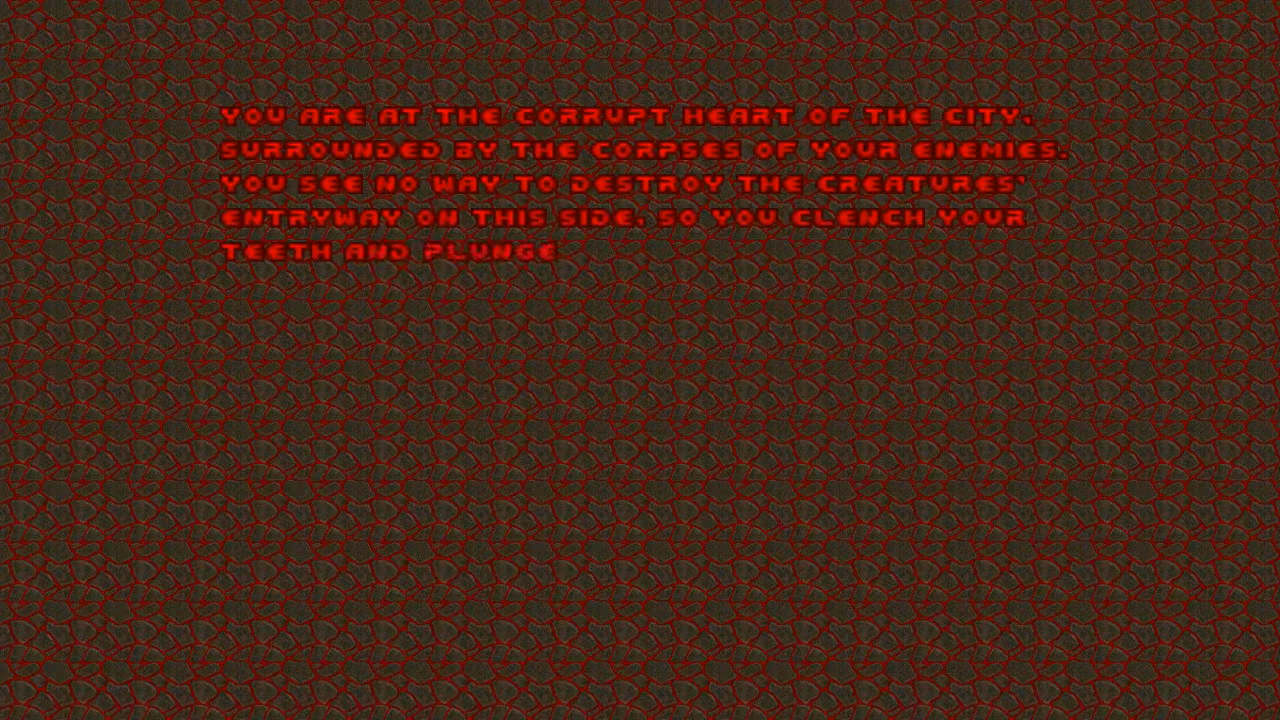 YOU ARE AT THE CORRUPT HEART OF THE CITY,
SURROUNDED BY THE CORPSES OF YOUR ENEMIES.
YOU SEE NO WAY TO DESTROY THE CREATURES'
ENTRYWAY ON THIS SIDE, SO YOU CLENCH YOUR
TEETH AND PLUNGE